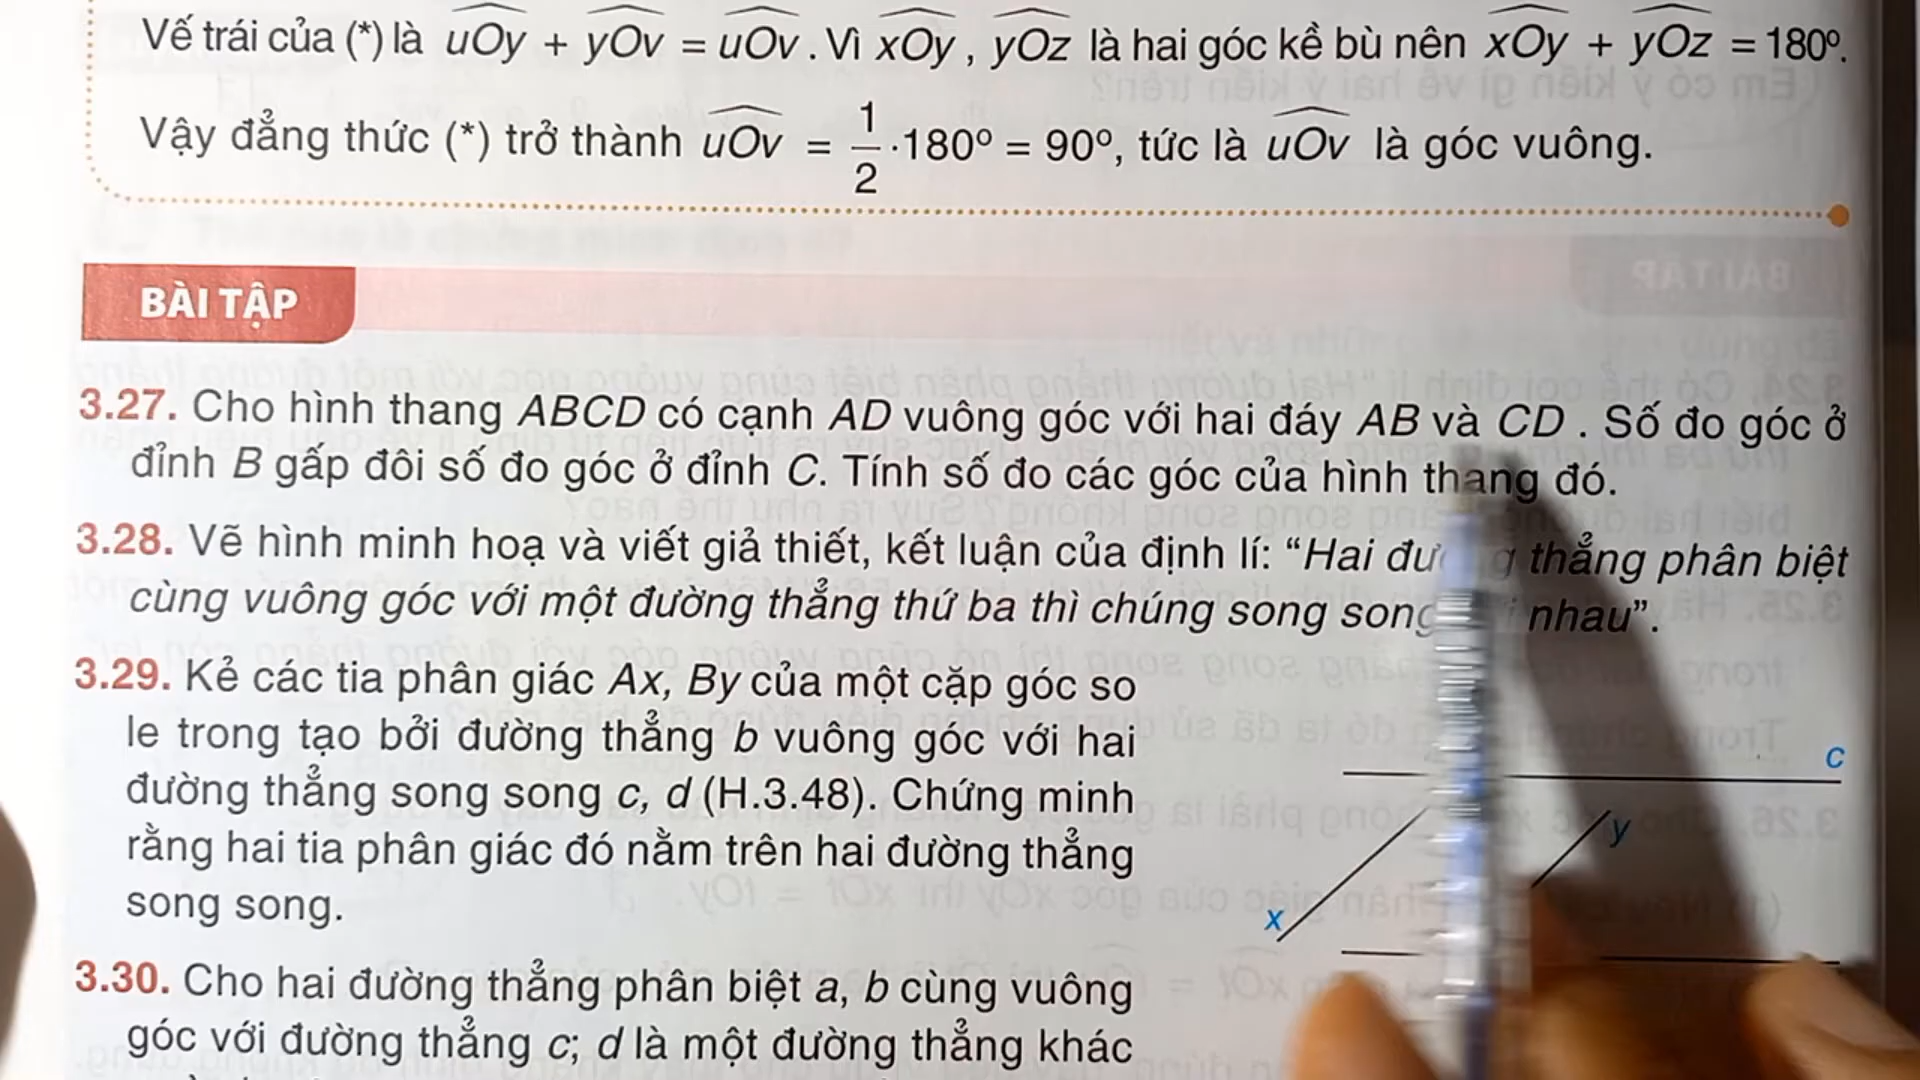 Vế trái của (*) là uOy + yOv = uOv. Vì xOy, yOz là hai góc kề bù nên xOy + yOz = 180º.
Vậy đẳng thức (*) trở thành uOv = 1/2 · 180º = 90º, tức là uOv là góc vuông.
BÀI TẬP
3.27. Cho hình thang ABCD có cạnh AD vuông góc với hai đáy AB và CD. Số đo góc ở
đỉnh B gấp đôi số đo góc ở đỉnh C. Tính số đo các góc của hình thang đó.
3.28. Vẽ hình minh hoạ và viết giả thiết, kết luận của định lí: “Hai thẳng phân biệt
cùng vuông góc với một đường thẳng thứ ba thì chúng song nhau”.
3.29. Kẻ các tia phân giác Ax, By của một cặp góc so
le trong tạo bởi đường thẳng b vuông góc với hai
đường thẳng song song c, d (H.3.48). Chứng minh
rằng hai tia phân giác đó nằm trên hai đường thẳng
song song.
c
y
x
3.30. Cho hai đường thẳng phân biệt a, b cùng vuông
góc với đường thẳng c; d là một đường thẳng khác